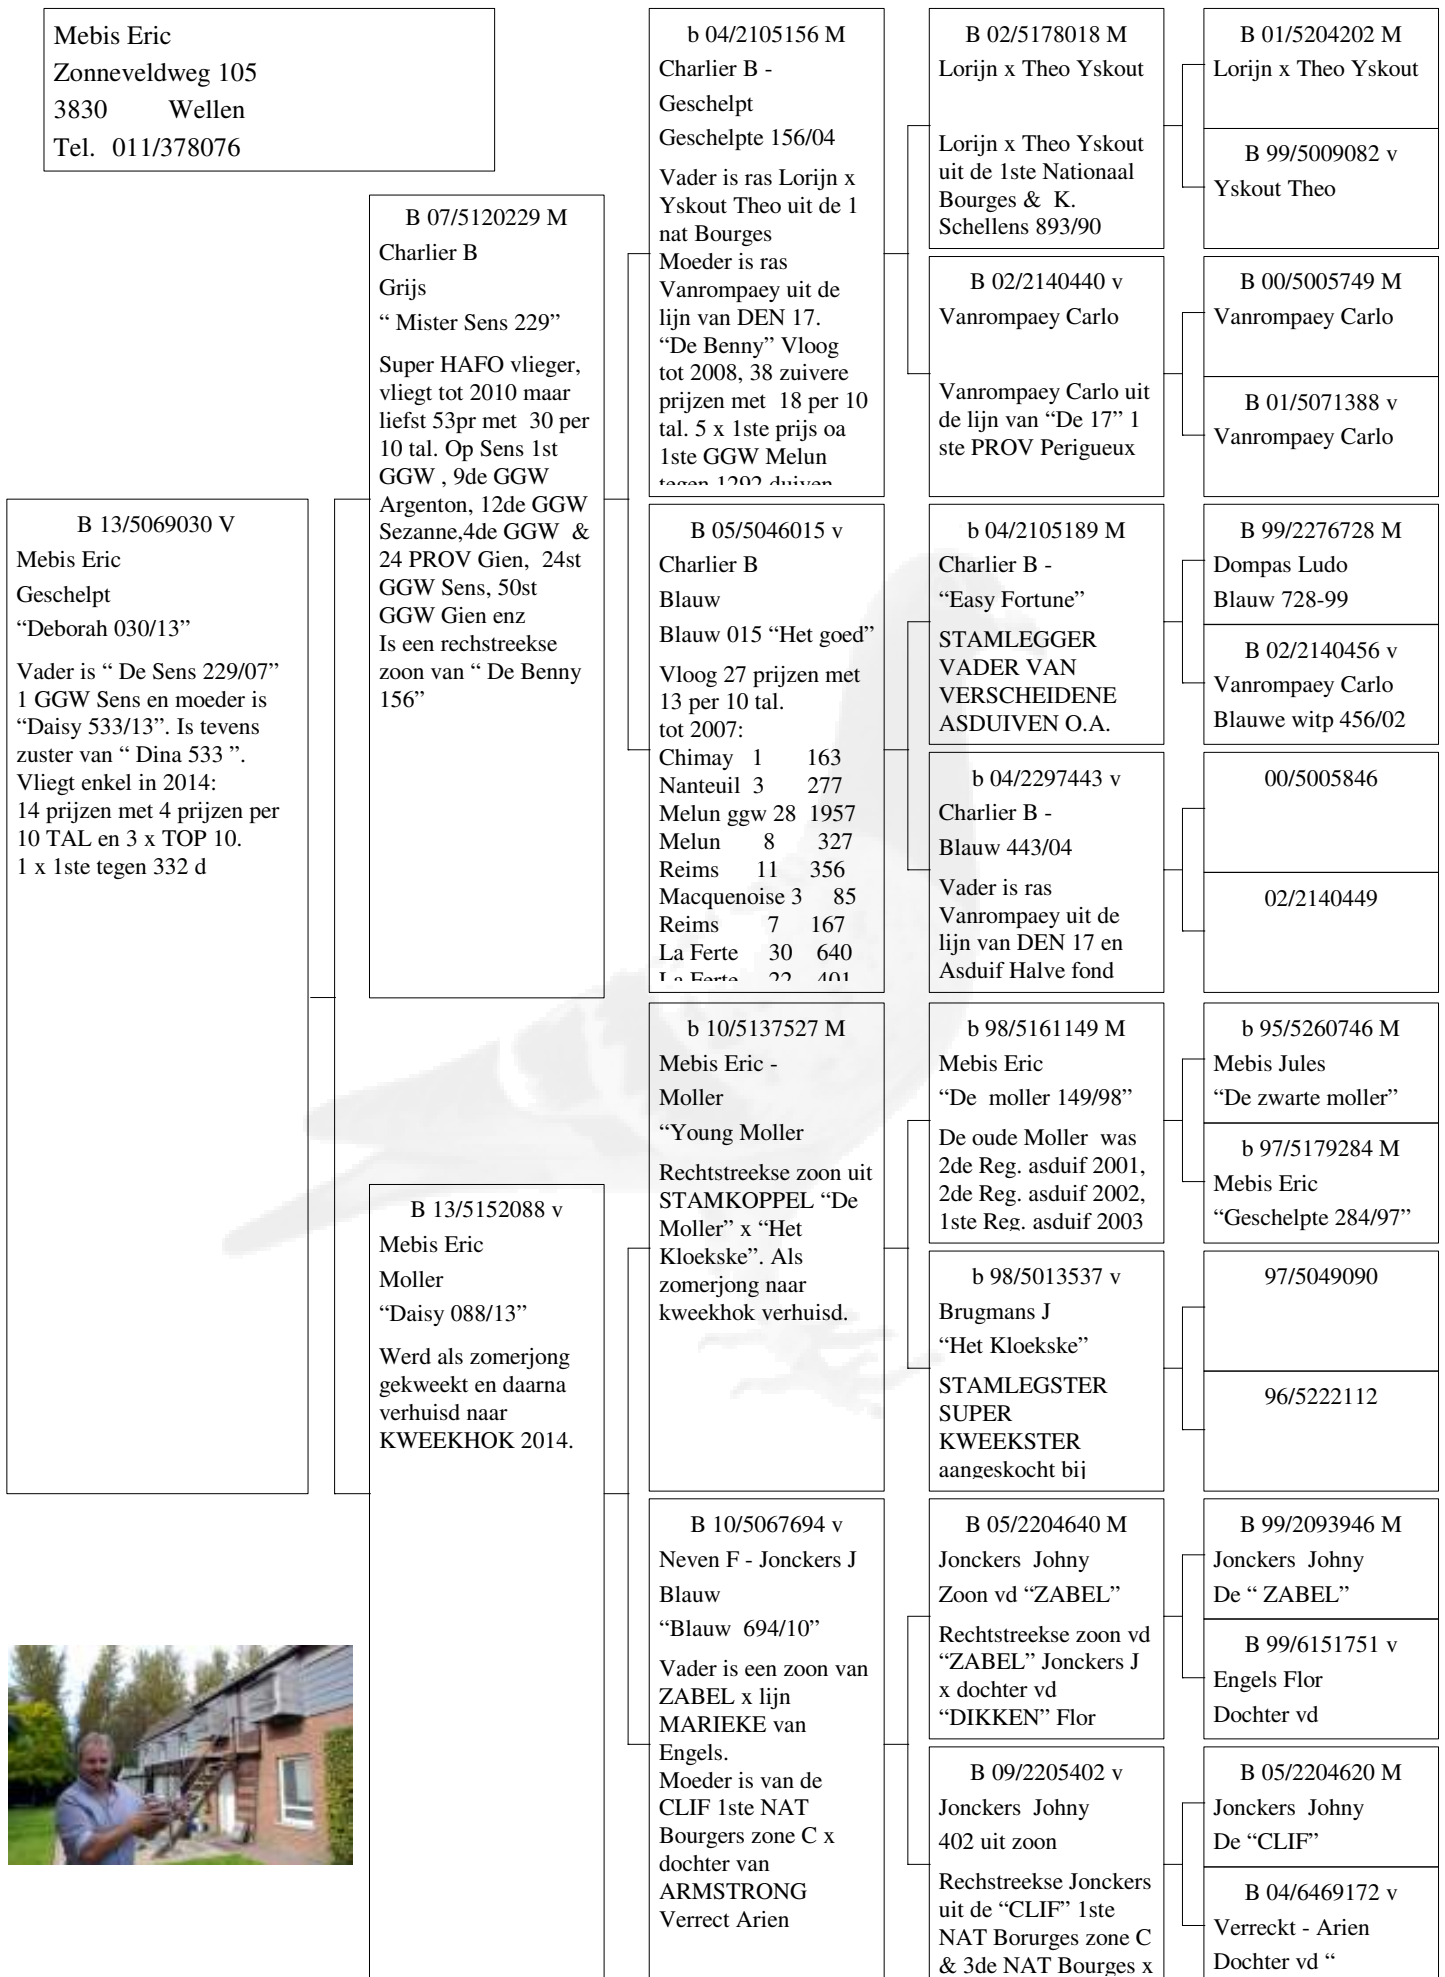 Mebis Eric
Zonneveldweg 105
3830 Wellen
Tel. 011/378076
B 13/5069030 V
Mebis Eric
Geschelpt
“Deborah 030/13”
Vader is “ De Sens 229/07”
1 GGW Sens en moeder is
“Daisy 533/13”. Is tevens
zuster van “ Dina 533 ”.
Vliegt enkel in 2014:
14 prijzen met 4 prijzen per
10 TAL en 3 x TOP 10.
1 x 1ste tegen 332 d
B 07/5120229 M
Charlier B
Grijs
“ Mister Sens 229”
Super HAFO vlieger,
vliegt tot 2010 maar
liefst 53pr met 30 per
10 tal. Op Sens 1st
GGW , 9de GGW
Argenton, 12de GGW
Sezanne,4de GGW &
24 PROV Gien, 24st
GGW Sens, 50st
GGW Gien enz
Is een rechstreekse
zoon van “ De Benny
156”
B 13/5152088 v
Mebis Eric
Moller
“Daisy 088/13”
Werd als zomerjong
gekweekt en daarna
verhuisd naar
KWEEKHOK 2014.
b 04/2105156 M
Charlier B -
Geschelpt
Geschelpte 156/04
Vader is ras Lorijn x
Yskout Theo uit de 1
nat Bourges
Moeder is ras
Vanrompaey uit de
lijn van DEN 17.
“De Benny” Vloog
tot 2008, 38 zuivere
prijzen met 18 per 10
tal. 5 x 1ste prijs oa
1ste GGW Melun
tegen 1292 duiven
B 05/5046015 v
Charlier B
Blauw
Blauw 015 “Het goed”
Vloog 27 prijzen met
13 per 10 tal.
tot 2007:
Chimay 1 163
Nanteuil 3 277
Melun ggw 28 1957
Melun 8 327
Reims 11 356
Macquenoise 3 85
Reims 7 167
La Ferte 30 640
La Ferte 22 401
b 10/5137527 M
Mebis Eric -
Moller
“Young Moller
Rechtstreekse zoon uit
STAMKOPPEL “De
Moller” x “Het
Kloekske”. Als
zomerjong naar
kweekhok verhuisd.
B 10/5067694 v
Neven F - Jonckers J
Blauw
“Blauw 694/10”
Vader is een zoon van
ZABEL x lijn
MARIEKE van
Engels.
Moeder is van de
CLIF 1ste NAT
Bourgers zone C x
dochter van
ARMSTRONG
Verrect Arien
B 02/5178018 M
Lorijn x Theo Yskout
Lorijn x Theo Yskout
uit de 1ste Nationaal
Bourges & K.
Schellens 893/90
B 02/2140440 v
Vanrompaey Carlo
Vanrompaey Carlo uit
de lijn van “De 17” 1
ste PROV Perigueux
b 04/2105189 M
Charlier B -
“Easy Fortune”
STAMLEGGER
VADER VAN
VERSCHEIDENE
ASDUIVEN O.A.
b 04/2297443 v
Charlier B -
Blauw 443/04
Vader is ras
Vanrompaey uit de
lijn van DEN 17 en
Asduif Halve fond
b 98/5161149 M
Mebis Eric
“De moller 149/98”
De oude Moller was
2de Reg. asduif 2001,
2de Reg. asduif 2002,
1ste Reg. asduif 2003
b 98/5013537 v
Brugmans J
“Het Kloekske”
STAMLEGSTER
SUPER
KWEEKSTER
aangeskocht bij
B 05/2204640 M
Jonckers Johny
Zoon vd “ZABEL”
Rechtstreekse zoon vd
“ZABEL” Jonckers J
x dochter vd
“DIKKEN” Flor
B 09/2205402 v
Jonckers Johny
402 uit zoon
Rechstreekse Jonckers
uit de “CLIF” 1ste
NAT Borurges zone C
& 3de NAT Bourges x
B 01/5204202 M
Lorijn x Theo Yskout
B 99/5009082 v
Yskout Theo
B 00/5005749 M
Vanrompaey Carlo
B 01/5071388 v
Vanrompaey Carlo
B 99/2276728 M
Dompas Ludo
Blauw 728-99
B 02/2140456 v
Vanrompaey Carlo
Blauwe witp 456/02
00/5005846
02/2140449
b 95/5260746 M
Mebis Jules
“De zwarte moller”
b 97/5179284 M
Mebis Eric
“Geschelpte 284/97”
97/5049090
96/5222112
B 99/2093946 M
Jonckers Johny
De “ ZABEL”
B 99/6151751 v
Engels Flor
Dochter vd
B 05/2204620 M
Jonckers Johny
De “CLIF”
B 04/6469172 v
Verreckt - Arien
Dochter vd “